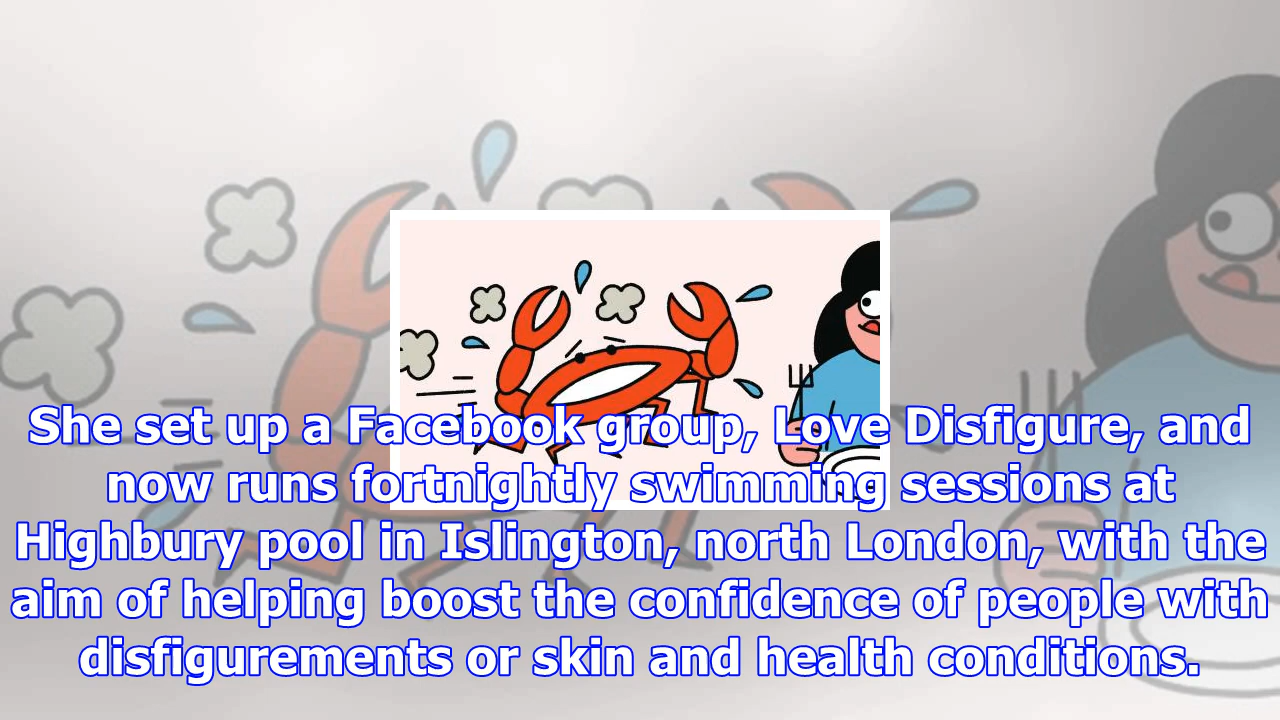 She set up a Facebook group, Love Disfigure, and
now runs fortnightly swimming sessions at
Highbury pool in Islington, north London, with the
aim of helping boost the confidence of people with
disfigurements or skin and health conditions.